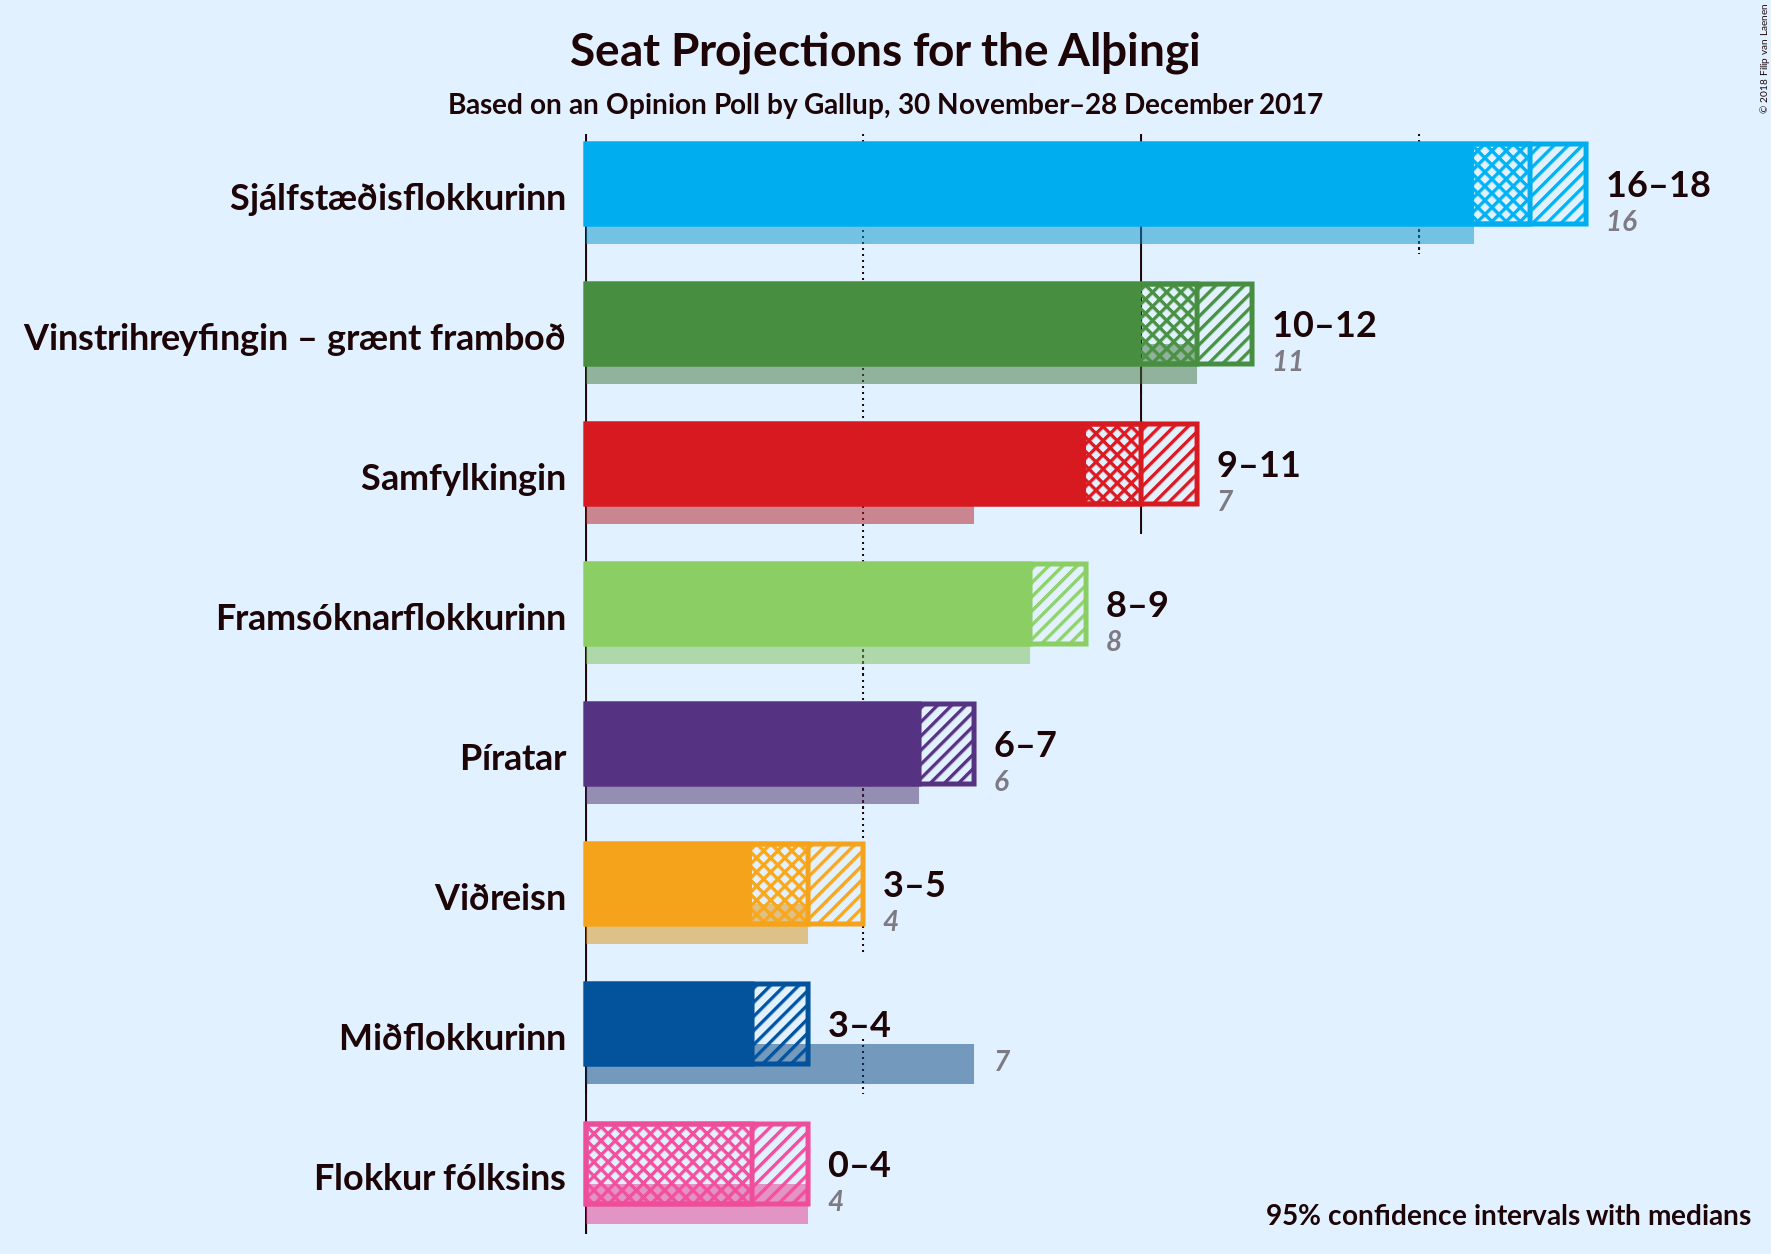 Seat Projections for the Alþingi
Based on an Opinion Poll by Gallup, 30 November–28 December 2017
© 2018 Filip van Laenen
Sjálfstæðisflokkurinn
16–18
16
Vinstrihreyfingin – grænt framboð
10–12
11
Samfylkingin
9–11
7
Framsóknarflokkurinn
8–9
8
Píratar
6–7
6
Viðreisn
3–5
4
Miðflokkurinn
3–4
7
Flokkur fólksins
0–4
4
95% confidence intervals with medians